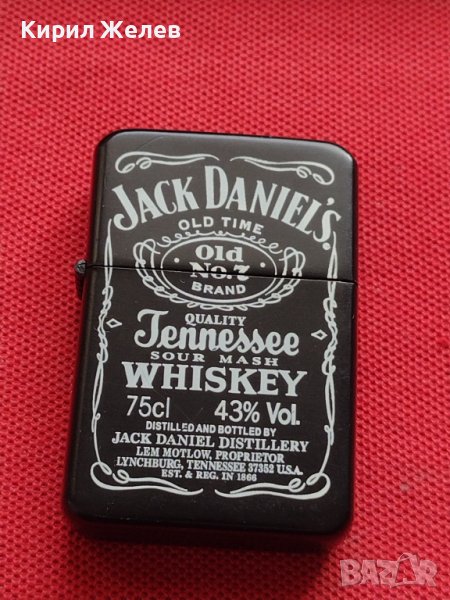 Кирил Желев
JACK DANIEL'S
OLD TIME
Old
No.7
BRAND
QUALITY
Tennessee
SOUR MASH
WHISKEY
75cl 43% Vol.
DISTILLED AND BOTTLED BY
JACK DANIEL DISTILLERY
LEM MOTLOW, PROPRIETOR
LYNCHBURG, TENNESSEE 37352 U.S.A.
EST. & REG. IN 1866
BAZAR